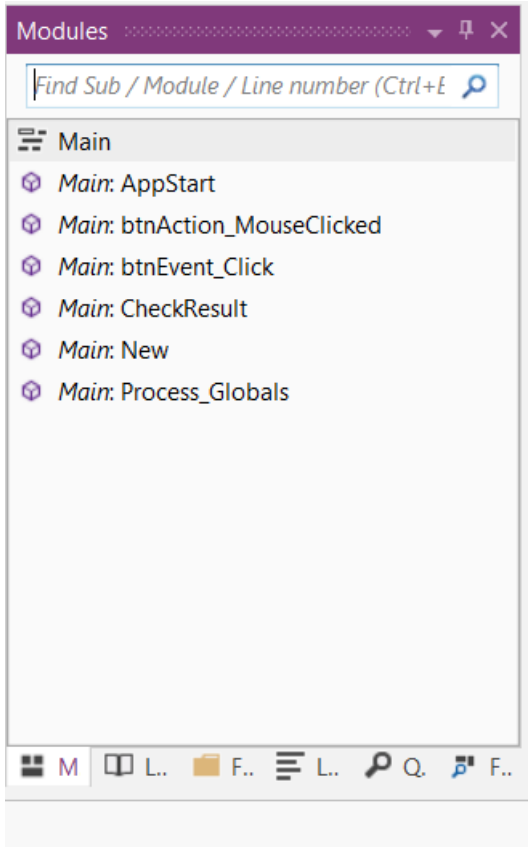 Modules
Find Sub / Module / Line number (Ctrl+E
Main
Main: AppStart
Main: btnAction_MouseClicked
Main: btnEvent_Click
Main: CheckResult
Main: New
Main: Process_Globals
M L.. F.. L.. Q. F..